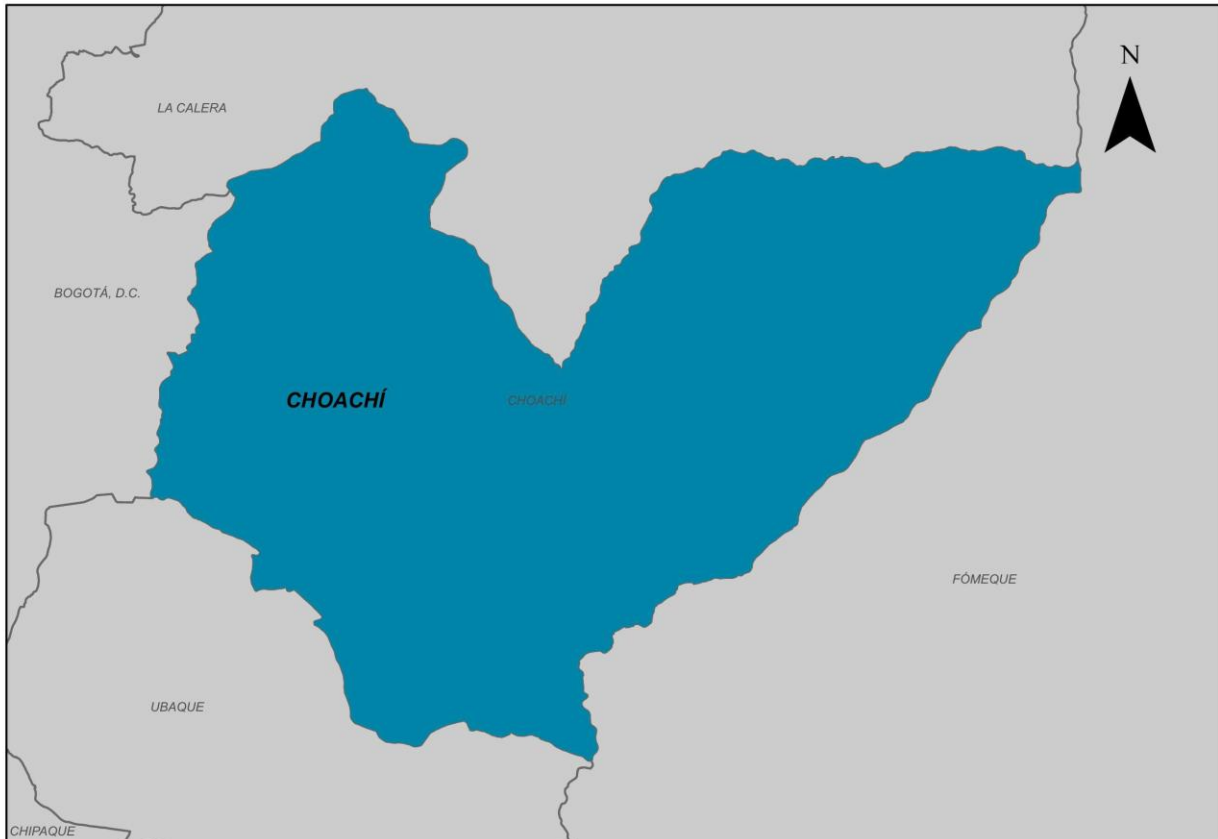 N
LA CALERA
BOGOTÁ, D.C.
CHOACHÍ
CHOACHÍ
FÓMEQUE
UBAQUE
CHIPAQUE